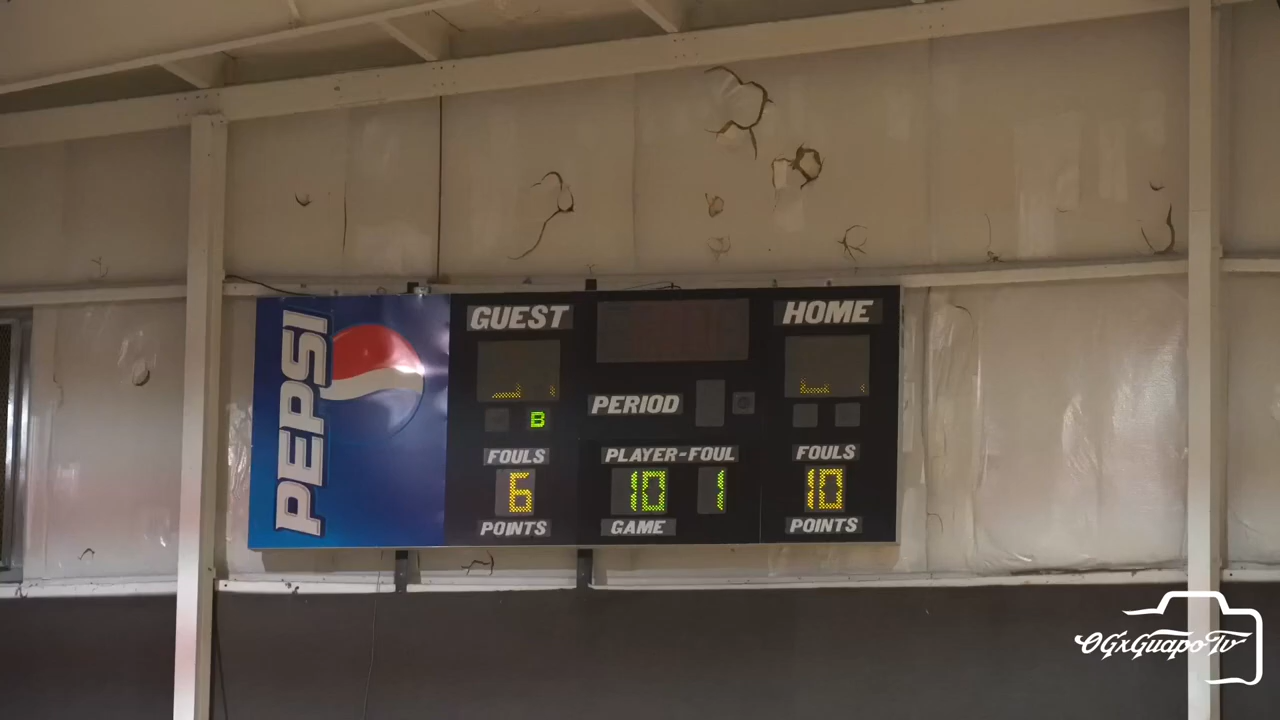 PEPSI
GUEST
HOME
PERIOD
B
FOULS
PLAYER-FOUL
FOULS
6
10
1
10
POINTS
GAME
POINTS
OGxGuapoTv